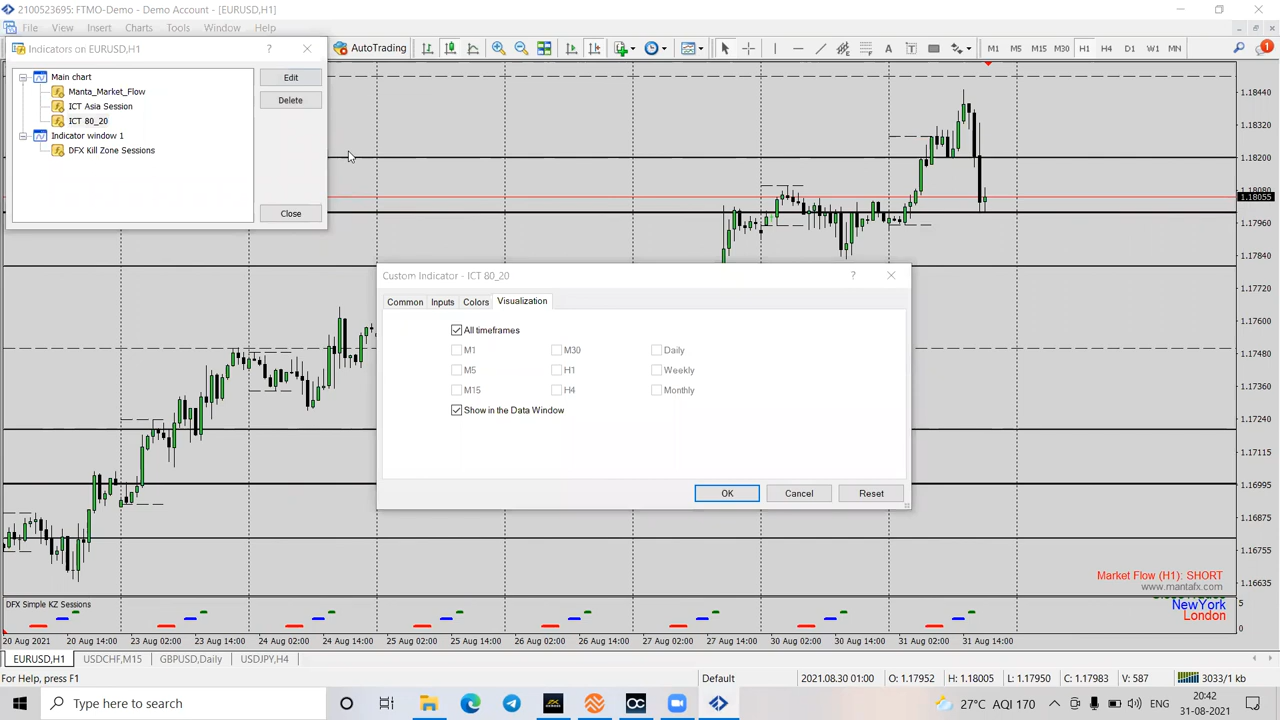 2100523695: FTMO-Demo - Demo Account - [EURUSD,H1]
File View Insert Charts Tools Window Help
Indicators on EURUSD,H1
AutoTrading
M1 M5 M15 M30 H1 H4 D1 W1 MN
1
Main chart
Manta_Market_Flow
ICT Asia Session
ICT 80_20
Indicator window 1
DFX Kill Zone Sessions
Edit
Delete
Close
1.18440
1.18320
1.18200
1.18080
1.18055
1.17960
1.17840
1.17720
1.17600
1.17480
1.17360
1.17240
1.17115
1.16995
1.16875
1.16755
1.16635
Custom Indicator - ICT 80_20
Common Inputs Colors Visualization
All timeframes
M1 M30 Daily
M5 H1 Weekly
M15 H4 Monthly
Show in the Data Window
OK Cancel Reset
Market Flow (H1): SHORT
www.mantafx.com
DFX Simple KZ Sessions
NewYork
London
5
0
20 Aug 2021 20 Aug 14:00 23 Aug 02:00 23 Aug 14:00 24 Aug 02:00 24 Aug 14:00 25 Aug 02:00 25 Aug 14:00 26 Aug 02:00 26 Aug 14:00 27 Aug 02:00 27 Aug 14:00 30 Aug 02:00 30 Aug 14:00 31 Aug 02:00 31 Aug 14:00
EURUSD,H1 USDCHF,M15 GBPUSD,Daily USDJPY,H4
For Help, press F1
Default
2021.08.30 01:00 O: 1.17952 H: 1.18005 L: 1.17950 C: 1.17983 V: 587 3033/1 kb
Type here to search
27°C AQI 170
ENG
20:42
31-08-2021